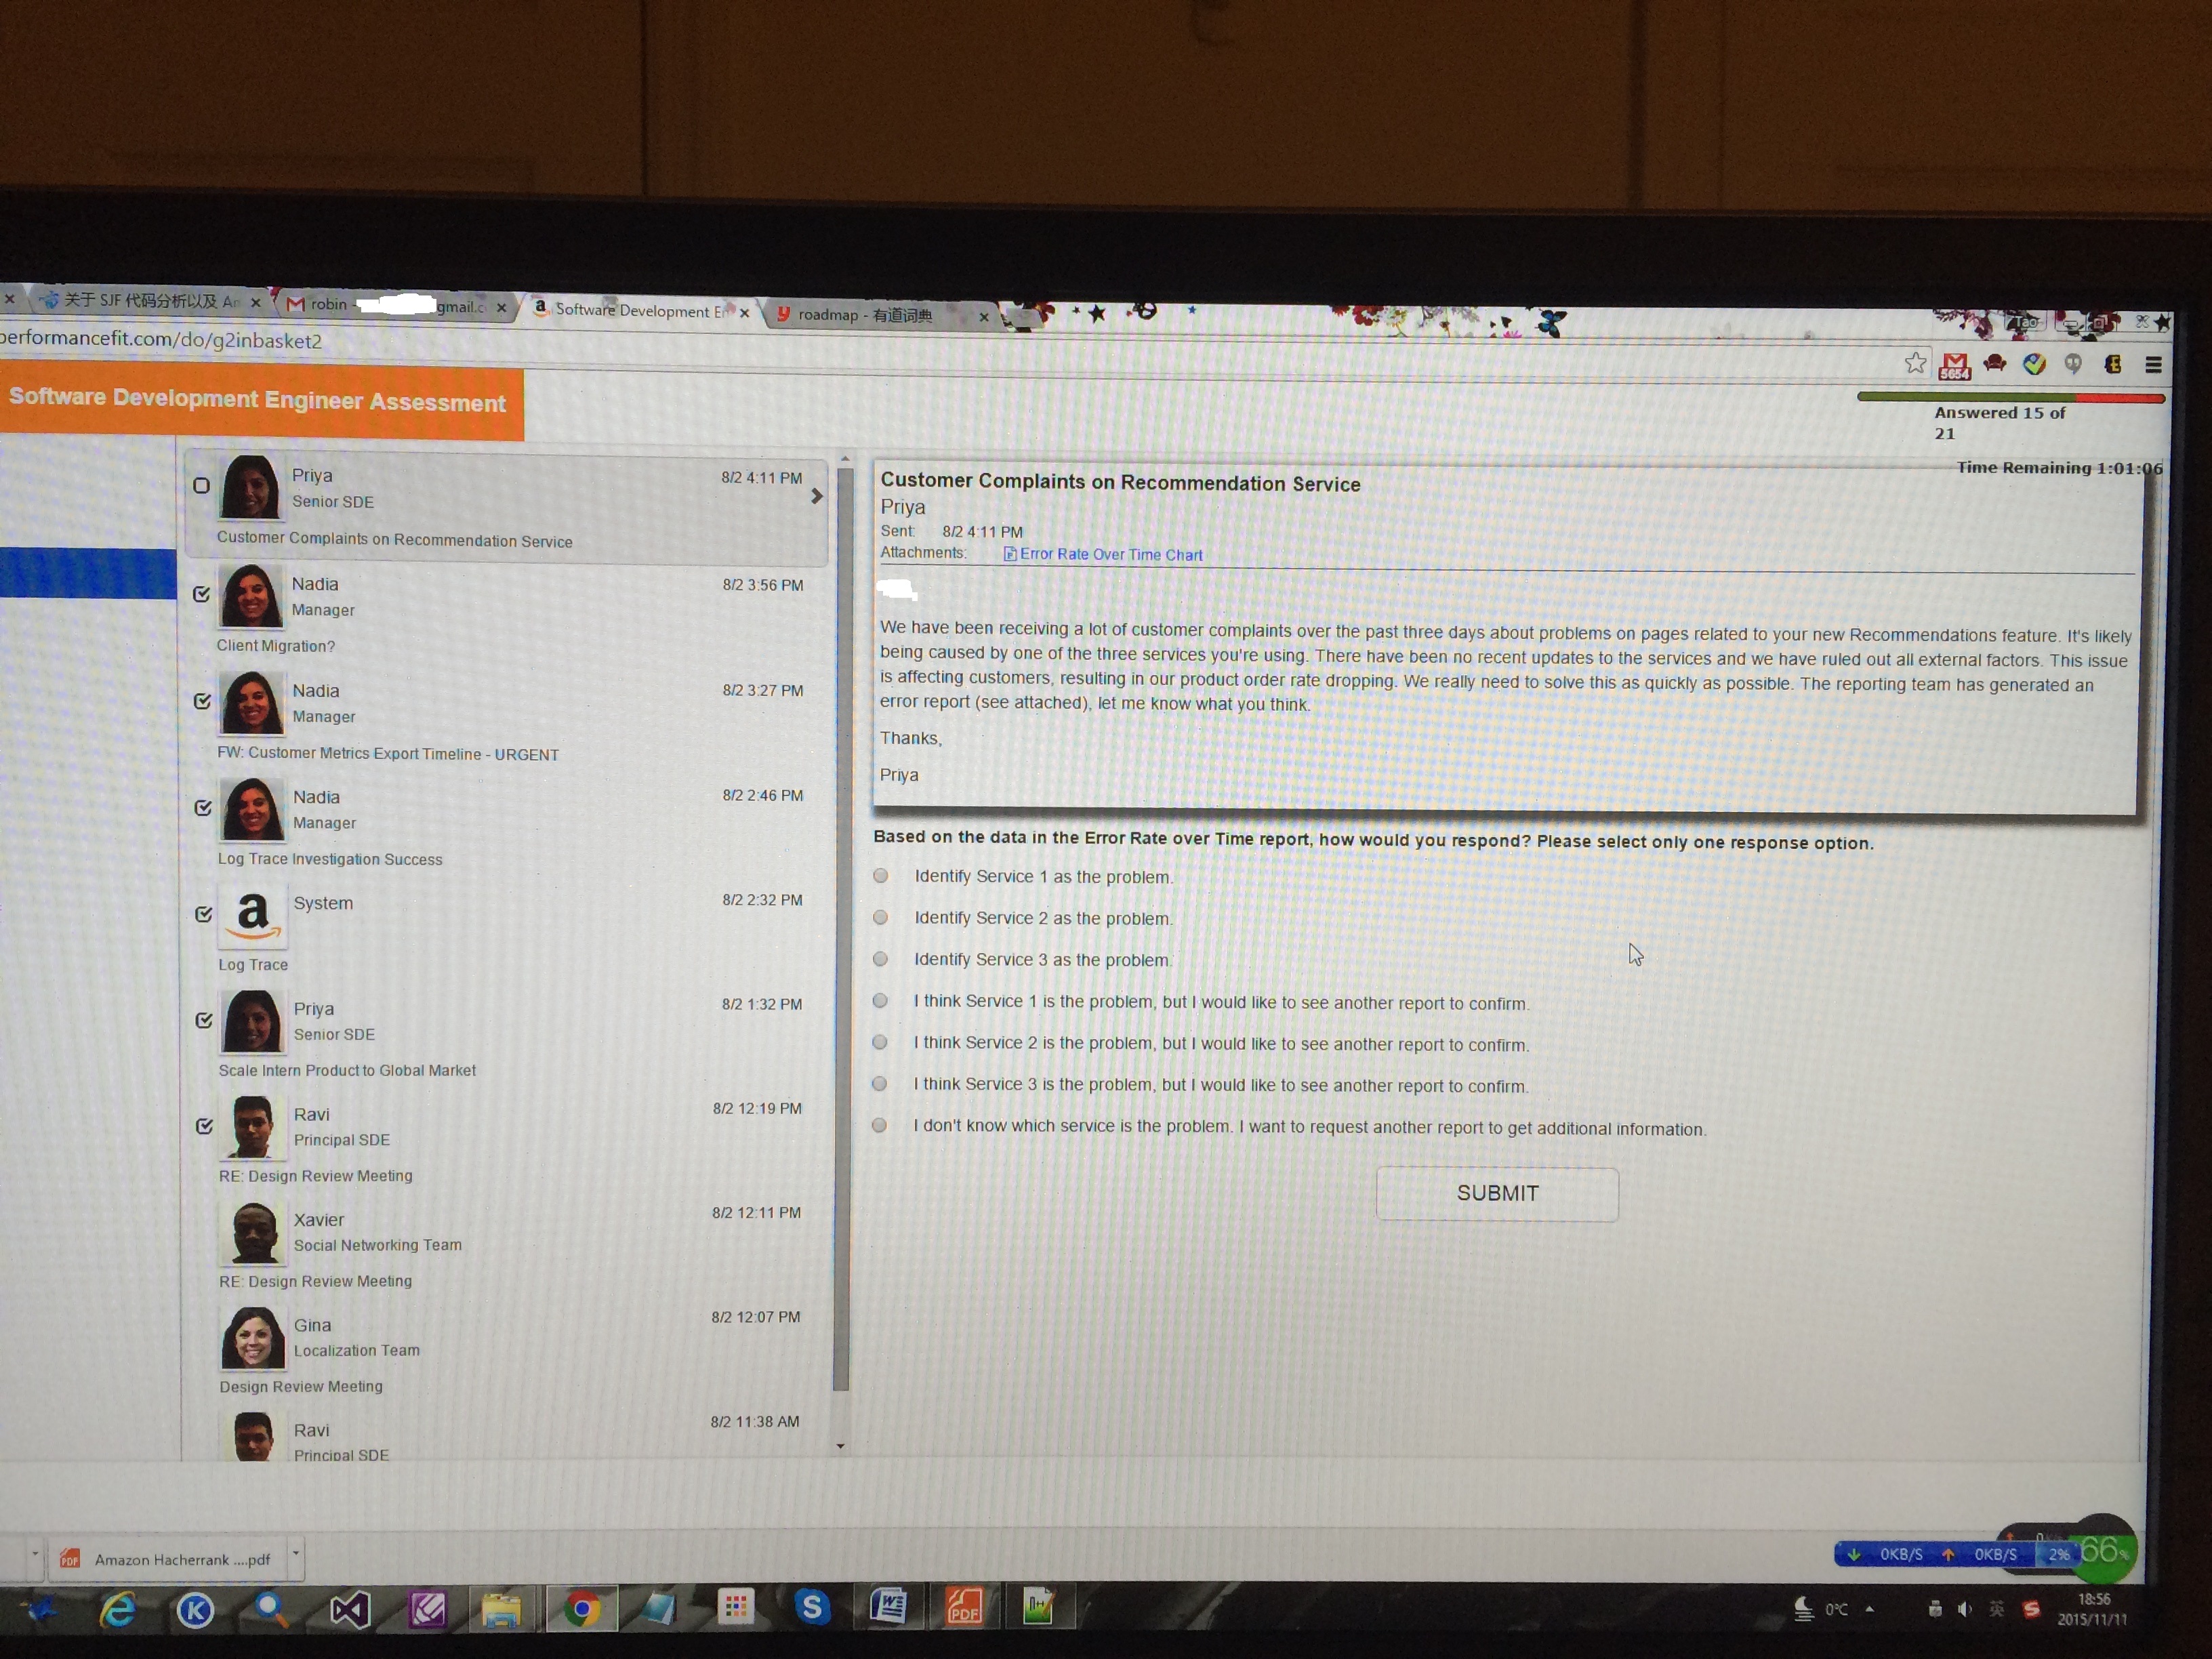 关于 SJF 代码分析以及 An
robin -
gmail.c
Software Development En
roadmap - 有道词典
performancefit.com/do/g2inbasket2
5654
Software Development Engineer Assessment
Answered 15 of
21
Time Remaining 1:01:06
Priya
8/2 4:11 PM
Senior SDE
Customer Complaints on Recommendation Service
Nadia
8/2 3:56 PM
Manager
Client Migration?
Nadia
8/2 3:27 PM
Manager
FW: Customer Metrics Export Timeline - URGENT
Nadia
8/2 2:46 PM
Manager
Log Trace Investigation Success
System
8/2 2:32 PM
Log Trace
Priya
8/2 1:32 PM
Senior SDE
Scale Intern Product to Global Market
Ravi
8/2 12:19 PM
Principal SDE
RE: Design Review Meeting
Xavier
8/2 12:11 PM
Social Networking Team
RE: Design Review Meeting
Gina
8/2 12:07 PM
Localization Team
Design Review Meeting
Ravi
8/2 11:38 AM
Principal SDE
Customer Complaints on Recommendation Service
Priya
Sent: 8/2 4:11 PM
Attachments: Error Rate Over Time Chart
We have been receiving a lot of customer complaints over the past three days about problems on pages related to your new Recommendations feature. It's likely
being caused by one of the three services you're using. There have been no recent updates to the services and we have ruled out all external factors. This issue
is affecting customers, resulting in our product order rate dropping. We really need to solve this as quickly as possible. The reporting team has generated an
error report (see attached), let me know what you think.
Thanks,
Priya
Based on the data in the Error Rate over Time report, how would you respond? Please select only one response option.
Identify Service 1 as the problem.
Identify Service 2 as the problem.
Identify Service 3 as the problem.
I think Service 1 is the problem, but I would like to see another report to confirm.
I think Service 2 is the problem, but I would like to see another report to confirm.
I think Service 3 is the problem, but I would like to see another report to confirm.
I don't know which service is the problem. I want to request another report to get additional information.
SUBMIT
PDF Amazon Hacherrank ....pdf
0KB/S 0KB/S 2% 66%
PDF
0°C
英
18:56
2015/11/11